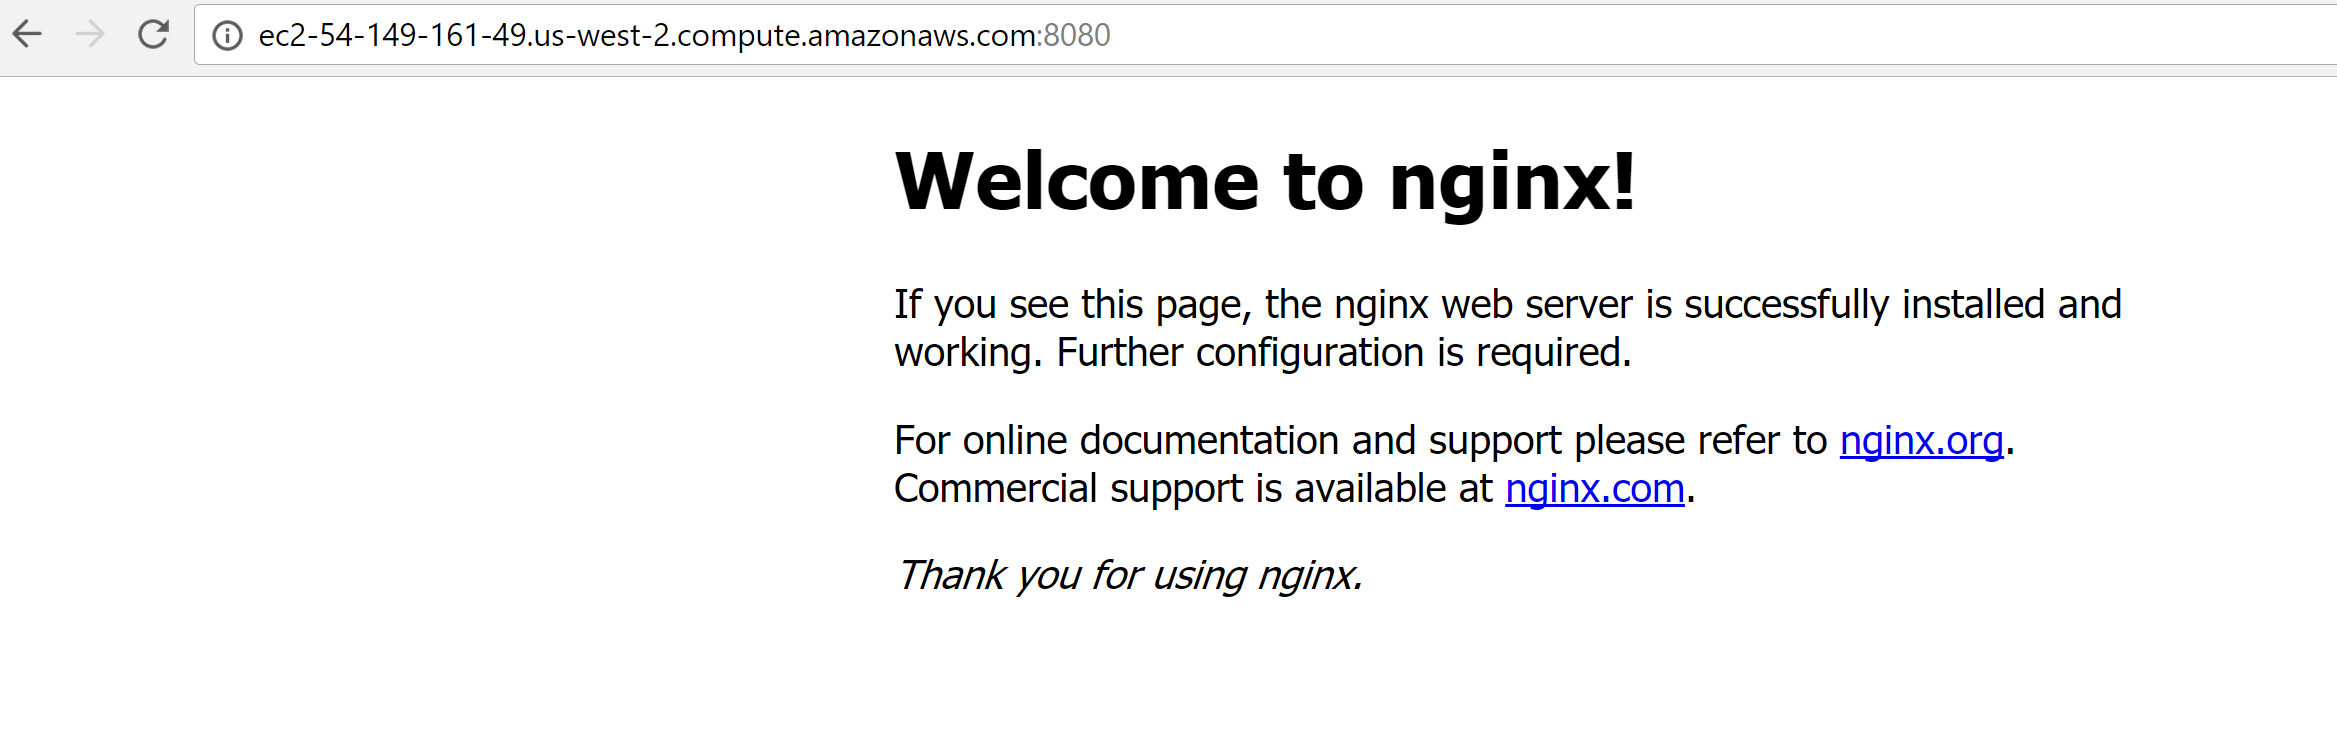 ec2-54-149-161-49.us-west-2.compute.amazonaws.com:8080
Welcome to nginx!
If you see this page, the nginx web server is successfully installed and
working. Further configuration is required.
For online documentation and support please refer to nginx.org.
Commercial support is available at nginx.com.
Thank you for using nginx.